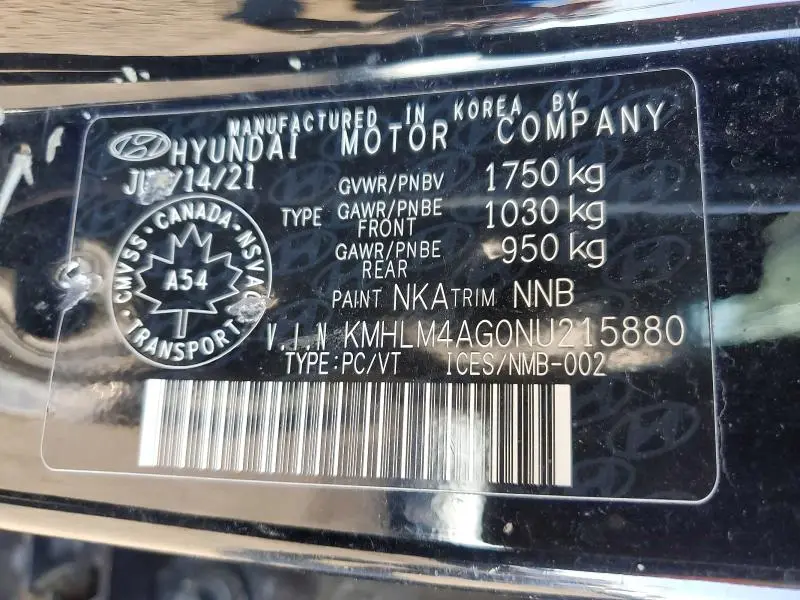 MANUFACTURED IN KOREA BY
HYUNDAI MOTOR COMPANY
/14/21
GVWR/PNBV 1750 kg
TYPE GAWR/PNBE FRONT 1030 kg
GAWR/PNBE REAR 950 kg
CMVSS • CANADA • NSVAC • TRANSPORT
A54
PAINT NKA TRIM NNB
V.I.N KMHLM4AG0NU215880
TYPE:PC/VT ICES/NMB-002